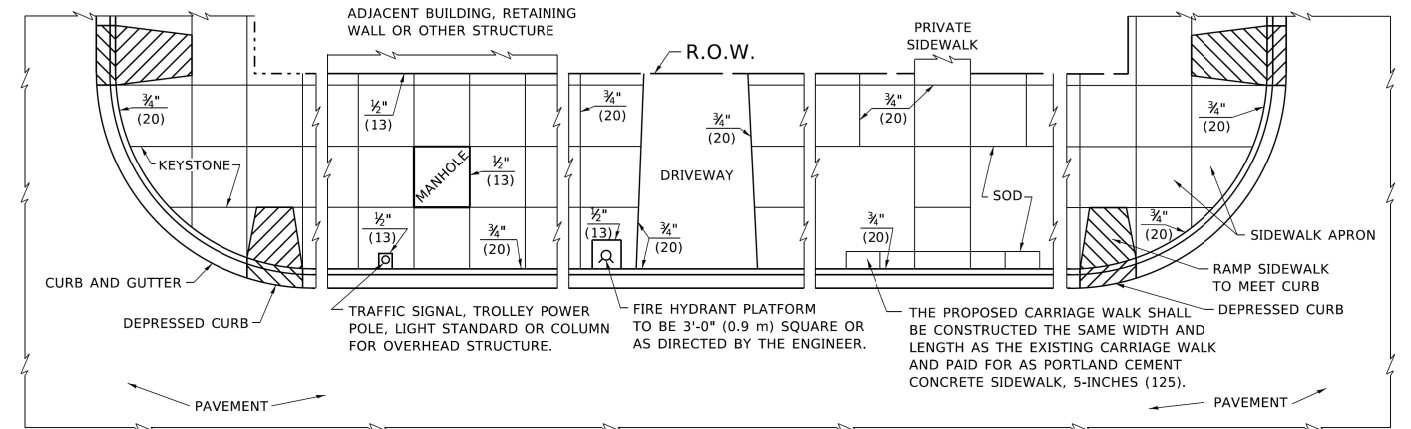 ADJACENT BUILDING, RETAINING
WALL OR OTHER STRUCTURE
R.O.W.
PRIVATE
SIDEWALK
¾"
(20)
½"
(13)
¾"
(20)
¾"
(20)
¾"
(20)
¾"
(20)
KEYSTONE
MANHOLE
½"
(13)
DRIVEWAY
SOD
½"
(13)
¾"
(20)
½"
(13)
¾"
(20)
¾"
(20)
¾"
(20)
SIDEWALK APRON
CURB AND GUTTER
RAMP SIDEWALK
TO MEET CURB
DEPRESSED CURB
DEPRESSED CURB
TRAFFIC SIGNAL, TROLLEY POWER
POLE, LIGHT STANDARD OR COLUMN
FOR OVERHEAD STRUCTURE.
FIRE HYDRANT PLATFORM
TO BE 3'-0" (0.9 m) SQUARE OR
AS DIRECTED BY THE ENGINEER.
THE PROPOSED CARRIAGE WALK SHALL
BE CONSTRUCTED THE SAME WIDTH AND
LENGTH AS THE EXISTING CARRIAGE WALK
AND PAID FOR AS PORTLAND CEMENT
CONCRETE SIDEWALK, 5-INCHES (125).
PAVEMENT
PAVEMENT